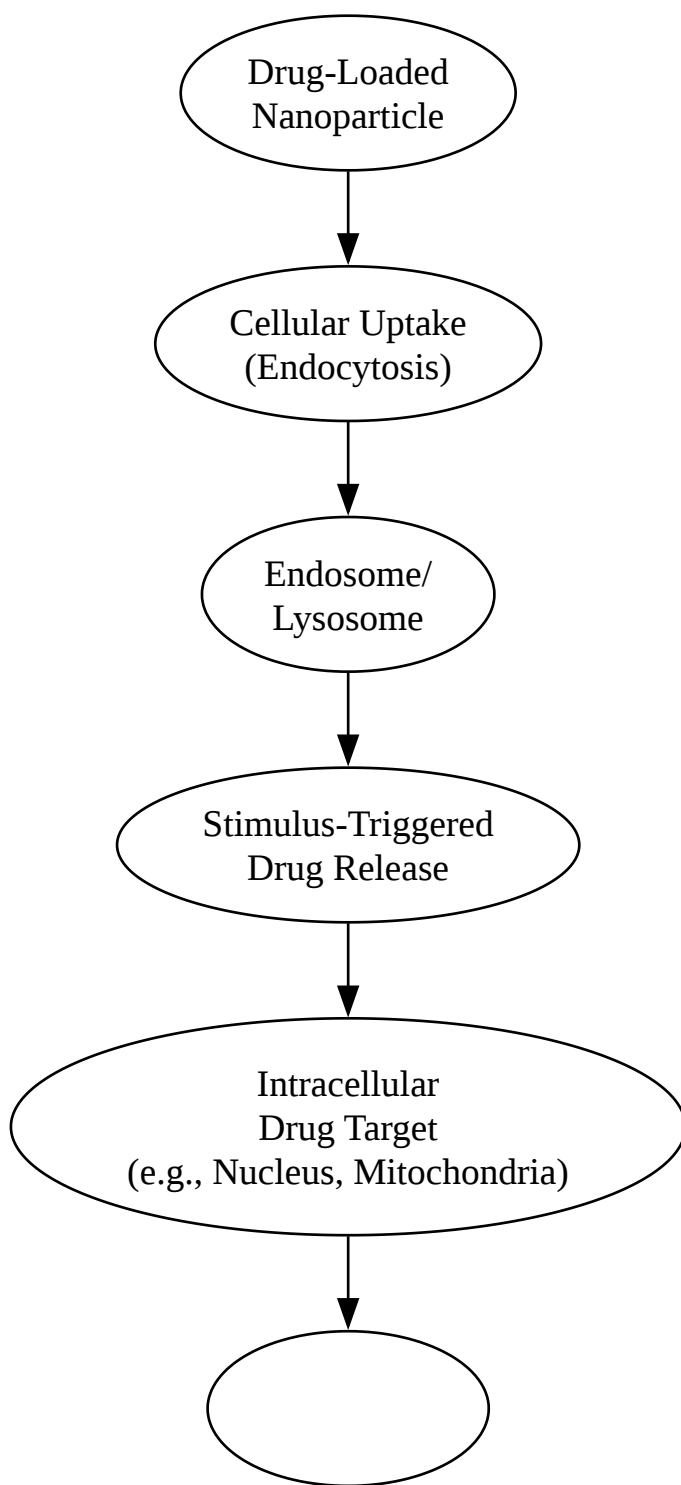 Drug-Loaded
Nanoparticle
Cellular Uptake
(Endocytosis)
Endosome/
Lysosome
Stimulus-Triggered
Drug Release
Intracellular
Drug Target
(e.g., Nucleus, Mitochondria)